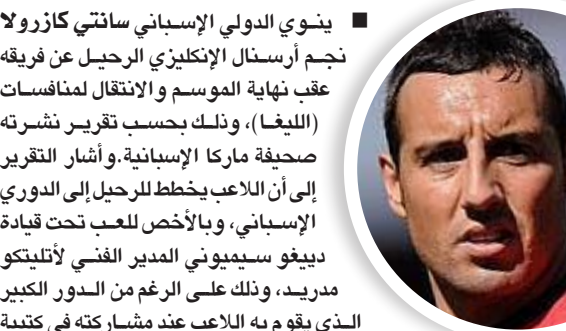 ■ ينوي الدولي الإسباني سانتي كازرولا
نجم أرسنال الإنكليزي الرحيل عن فريقه
عقب نهاية الموسم والانتقال لمنافسات
(الليغا)، وذلك بحسب تقرير نشرته
صحيفة ماركا الإسبانية.وأشار التقرير
إلى أن اللاعب يخطط للرحيل إلى الدوري
الإسباني، وبالأخص للعب تحت قيادة
دييغو سيميوني المدير الفني لأتليتكو
مدريد، وذلك على الرغم من الدور الكبير
الذي يقوم به اللاعب عند مشاركته في كتيبة